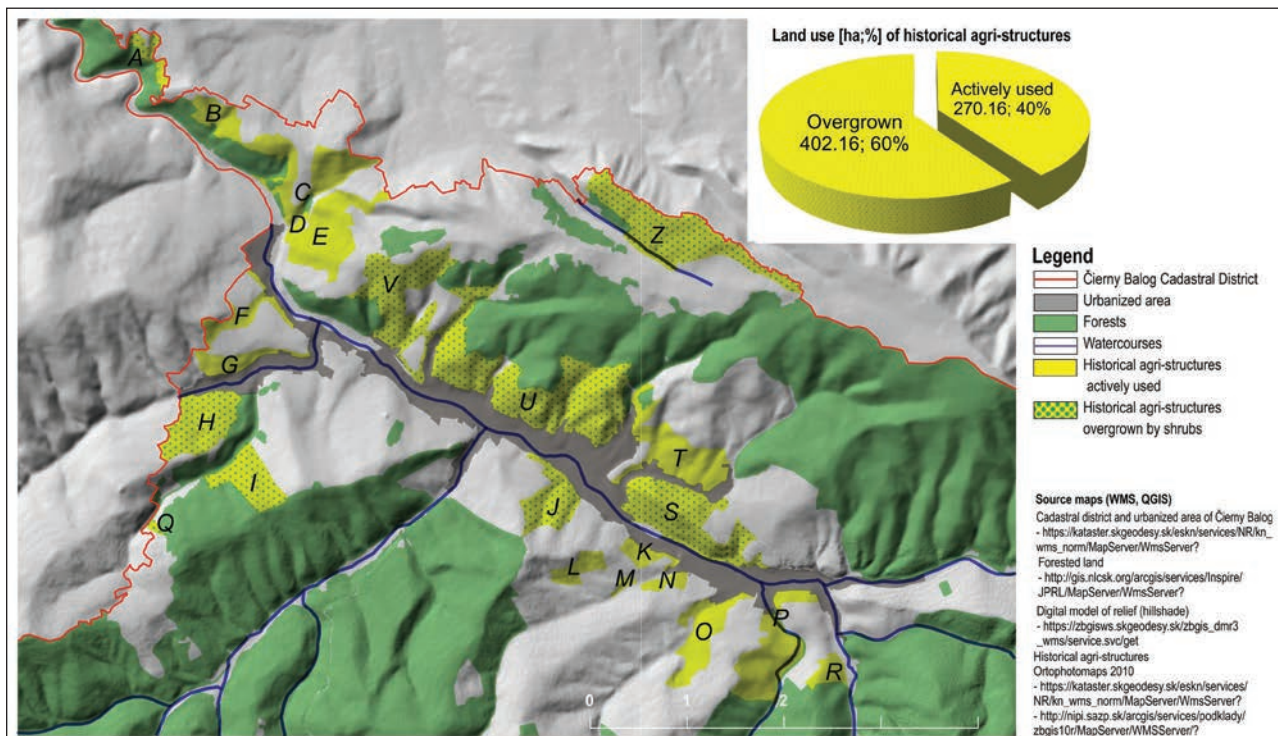 Land use [ha;%] of historical agri-structures
Actively used
270.16; 40%
Overgrown
402.16; 60%
A
B
C
D
E
Z
V
F
G
U
H
T
I
J
S
Q
K
L
M
N
O
P
R
0
1
2
Legend
Čierny Balog Cadastral District
Urbanized area
Forests
Watercourses
Historical agri-structures
actively used
Historical agri-structures
overgrown by shrubs
Source maps (WMS, QGIS)
Cadastral district and urbanized area of Čierny Balog
- https://kataster.skgeodesy.sk/eskn/services/NR/kn_
wms_norm/MapServer/WmsServer?
Forested land
- http://gis.nlcsk.org/arcgis/services/Inspire/
JPRL/MapServer/WmsServer?
Digital model of relief (hillshade)
- https://zbgisws.skgeodesy.sk/zbgis_dmr3
_wms/service.svc/get
Historical agri-structures
Ortophotomaps 2010
- https://kataster.skgeodesy.sk/eskn/services/
NR/kn_wms_norm/MapServer/WmsServer?
- http://nipi.sazp.sk/arcgis/services/podklady/
zbgis10r/MapServer/WMSServer/?